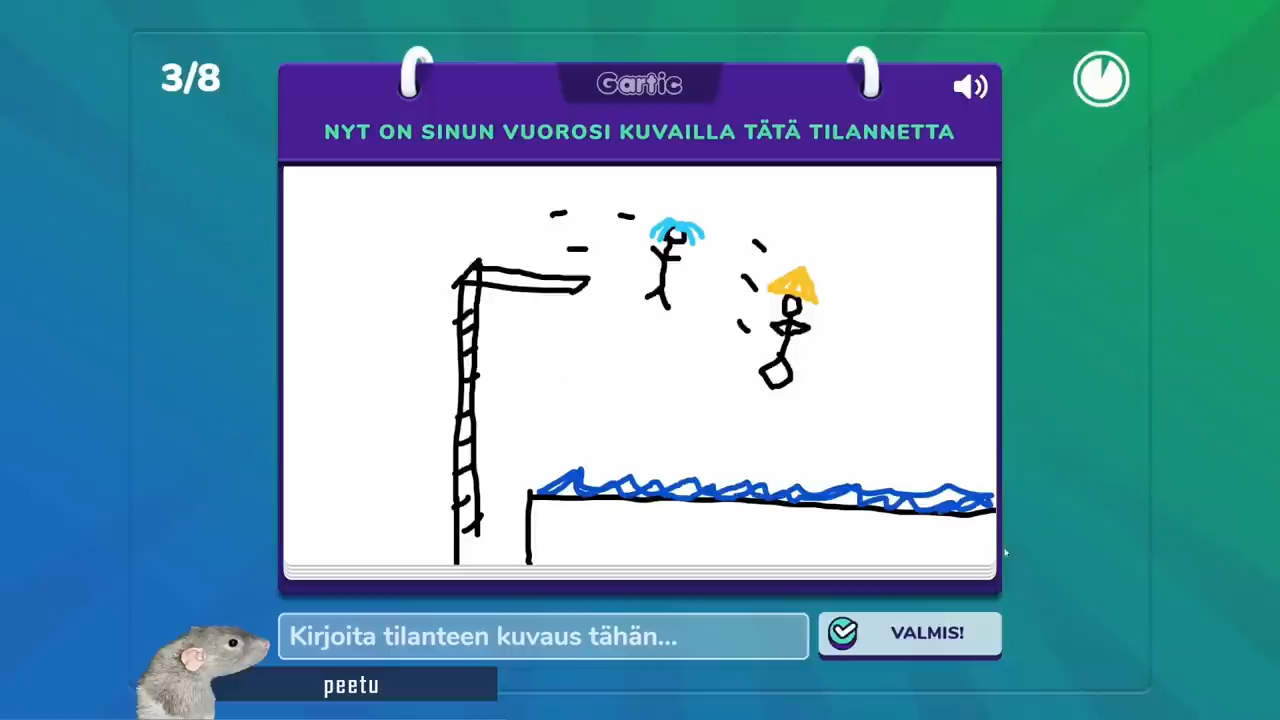 3/8
Gartic
NYT ON SINUN VUOROSI KUVAILLA TÄTÄ TILANNETTA
Kirjoita tilanteen kuvaus tähän...
VALMIS!
peetu